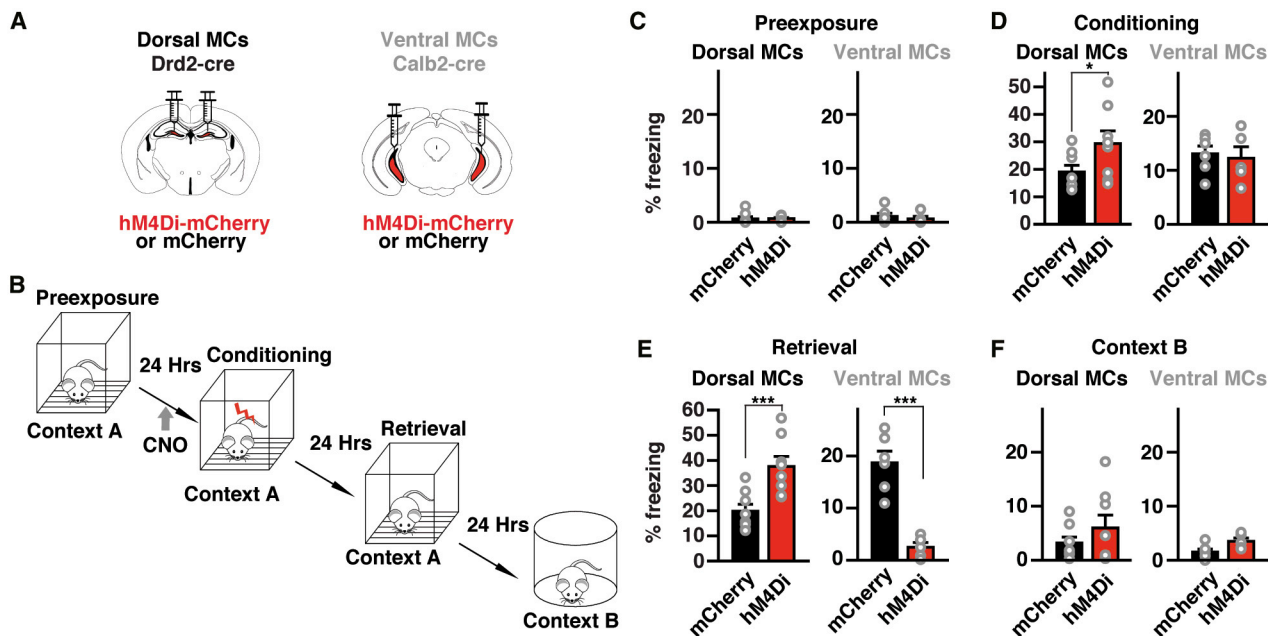 A
Dorsal MCs
Drd2-cre
Ventral MCs
Calb2-cre
hM4Di-mCherry
or mCherry
hM4Di-mCherry
or mCherry
B
Preexposure
24 Hrs
Conditioning
Context A
CNO
24 Hrs
Retrieval
Context A
24 Hrs
Context A
Context B
C
Preexposure
Dorsal MCs
Ventral MCs
% freezing
20
10
0
20
10
0
mCherry
hM4Di
mCherry
hM4Di
D
Conditioning
Dorsal MCs
Ventral MCs
*
50
40
30
20
10
0
20
10
0
mCherry
hM4Di
mCherry
hM4Di
E
Retrieval
Dorsal MCs
Ventral MCs
% freezing
***
***
60
50
40
30
20
10
0
20
10
0
mCherry
hM4Di
mCherry
hM4Di
F
Context B
Dorsal MCs
Ventral MCs
20
10
0
20
10
0
mCherry
hM4Di
mCherry
hM4Di